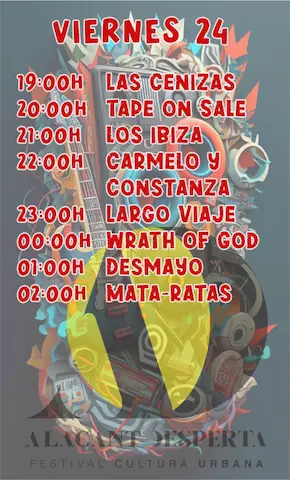 VIERNES 24
19:00H LAS CENIZAS
20:00H TAPE ON SALE
21:00H LOS IBIZA
22:00H CARMELO Y
CONSTANZA
23:00H LARGO VIAJE
00:00H WRATH OF GOD
01:00H DESMAYO
02:00H MATA-RATAS
ALACANT DESPERTA
FESTIVAL CULTURA URBANA